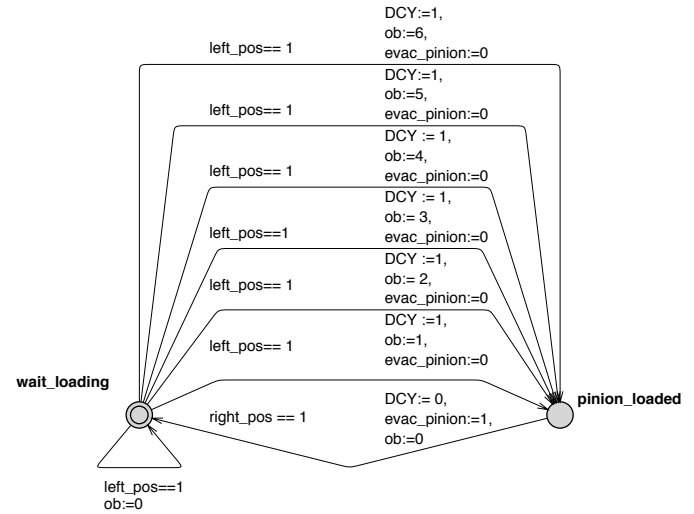 DCY:=1,
ob:=6,
left_pos== 1
evac_pinion:=0
DCY:=1,
ob:=5,
left_pos== 1
evac_pinion:=0
DCY := 1,
ob:=4,
left_pos== 1
evac_pinion:=0
DCY := 1,
ob:= 3,
left_pos==1
evac_pinion:=0
DCY :=1,
ob:= 2,
left_pos== 1
evac_pinion:=0
DCY :=1,
ob:=1,
left_pos== 1
evac_pinion:=0
wait_loading
pinion_loaded
DCY:= 0,
right_pos == 1
evac_pinion:=1,
ob:=0
left_pos==1
ob:=0